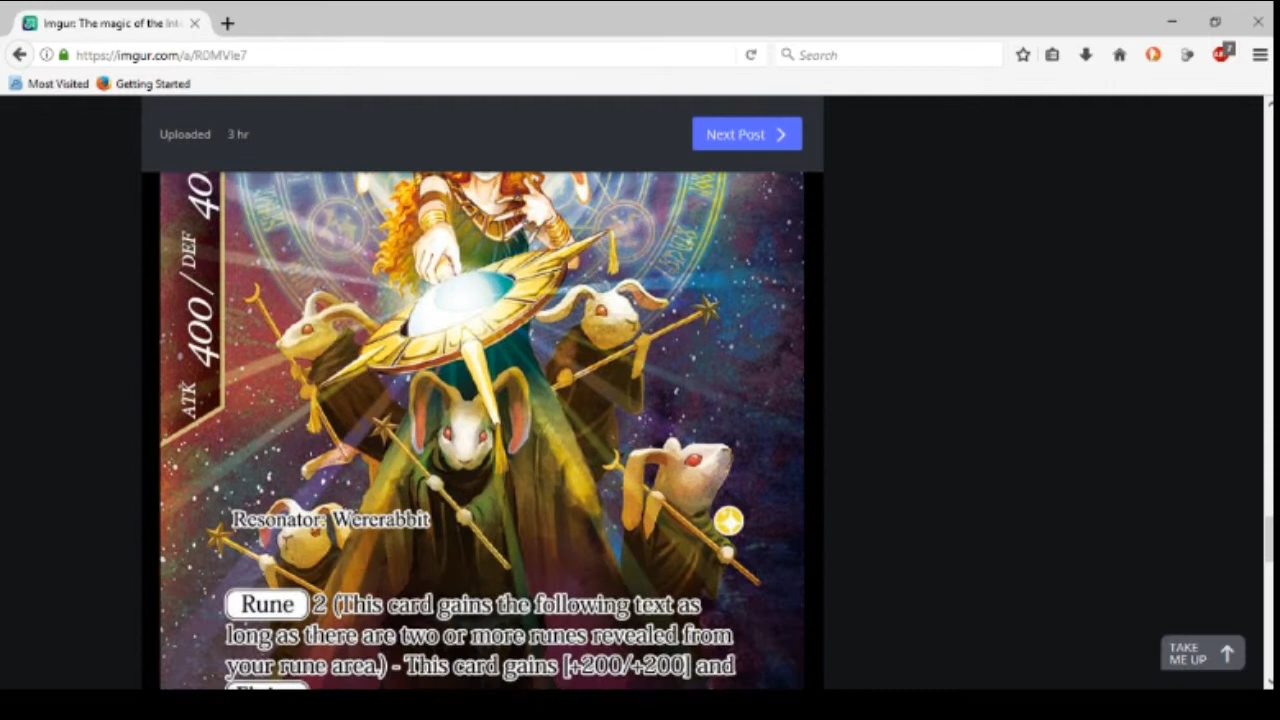 Imgur: The magic of the Int
https://imgur.com/a/R0MVle7
Search
Most Visited
Getting Started
Uploaded 3 hr
Next Post
ATK 400 / DEF 40
Resonator: Wererabbit
Rune 2 (This card gains the following text as
long as there are two or more runes revealed from
your rune area.) - This card gains [+200/+200] and
TAKE
ME UP